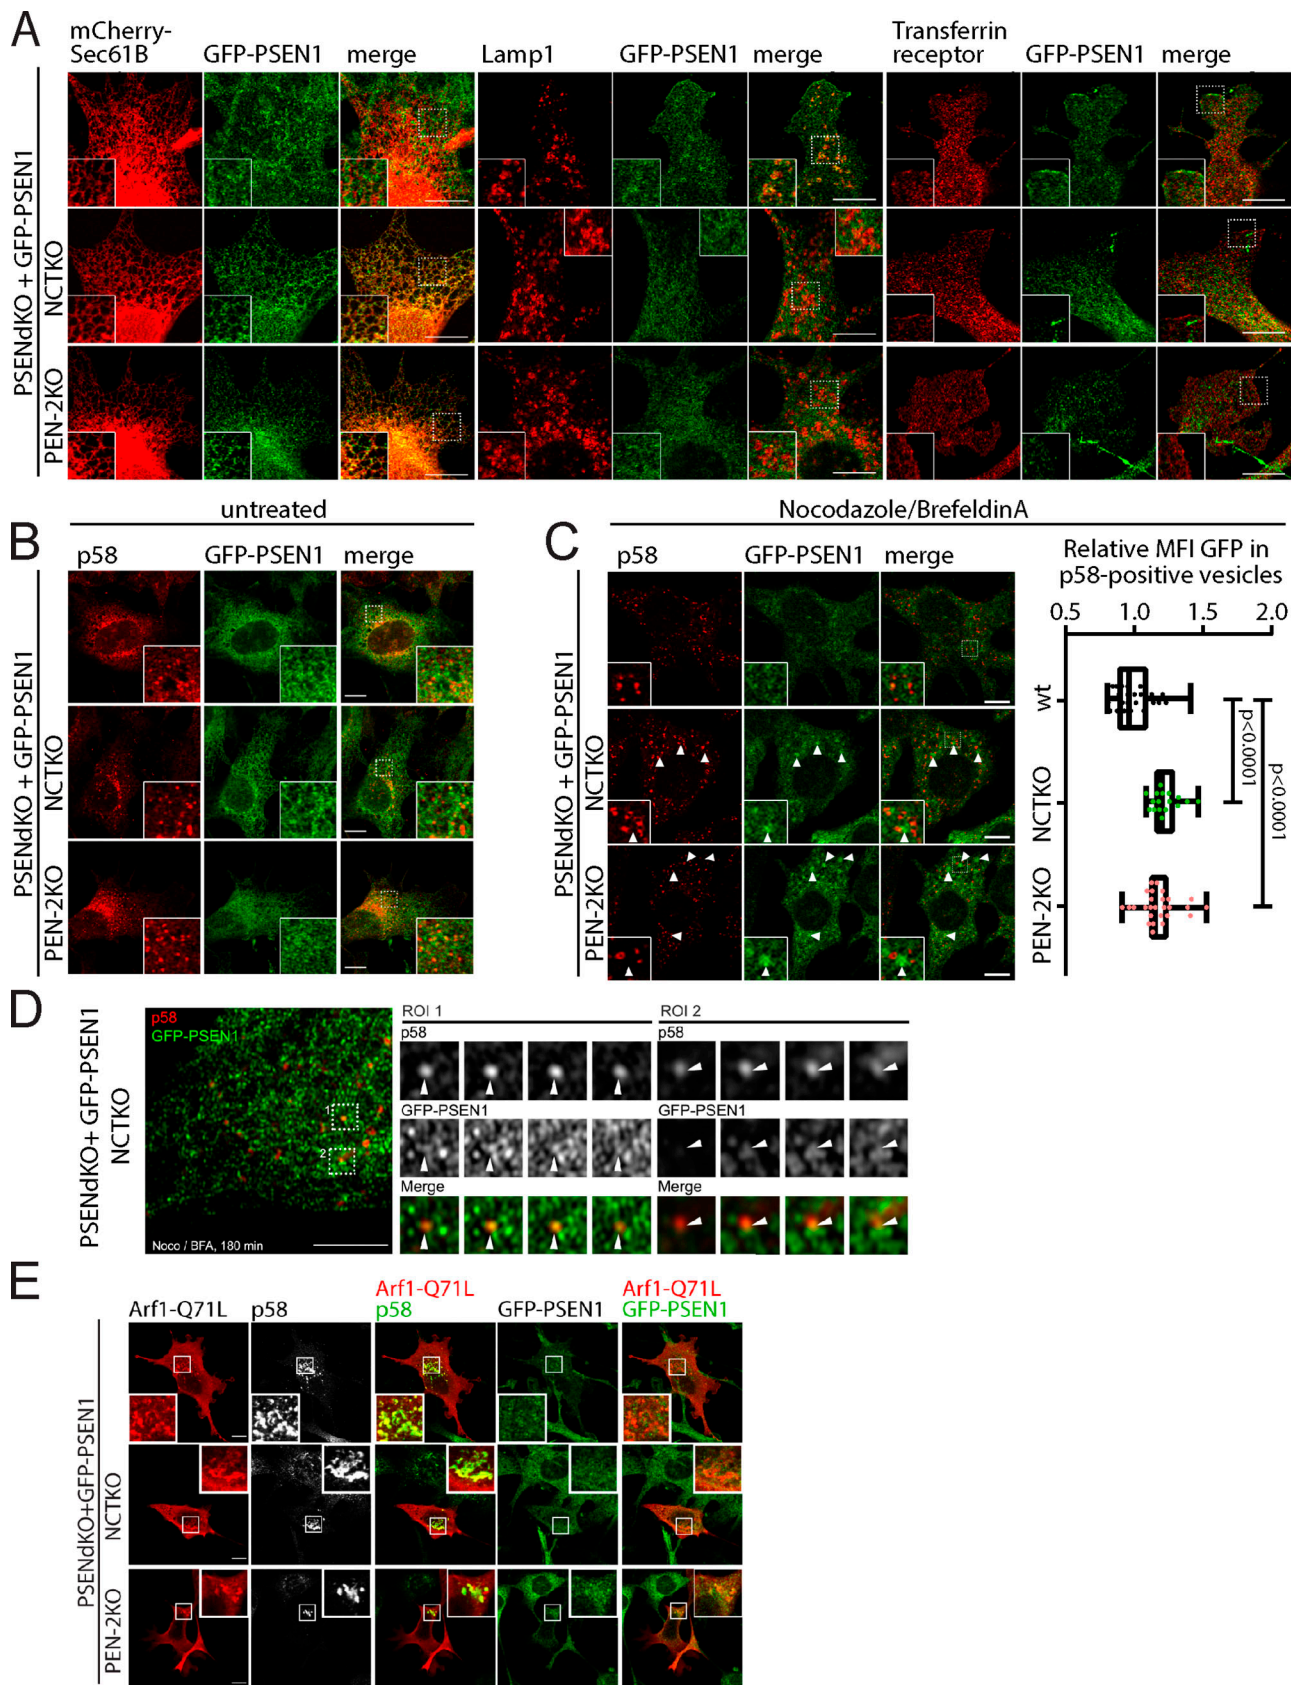 A
mCherry-
Sec61B
GFP-PSEN1
merge
Lamp1
GFP-PSEN1
merge
Transferrin
receptor
GFP-PSEN1
merge
PSENdKO + GFP-PSEN1
NCTKO
PEN-2KO
B
untreated
p58
GFP-PSEN1
merge
PSENdKO + GFP-PSEN1
NCTKO
PEN-2KO
C
Nocodazole/BrefeldinA
p58
GFP-PSEN1
merge
PSENdKO + GFP-PSEN1
NCTKO
PEN-2KO
Relative MFI GFP in
p58-positive vesicles
0.5 1.0 1.5 2.0
wt
NCTKO
PEN-2KO
p<0.0001
p<0.0001
D
PSENdKO+ GFP-PSEN1
NCTKO
p58
GFP-PSEN1
1
2
Noco / BFA, 180 min
ROI 1
p58
GFP-PSEN1
Merge
ROI 2
p58
GFP-PSEN1
Merge
E
Arf1-Q71L
p58
Arf1-Q71L
p58
GFP-PSEN1
Arf1-Q71L
GFP-PSEN1
PSENdKO+GFP-PSEN1
NCTKO
PEN-2KO